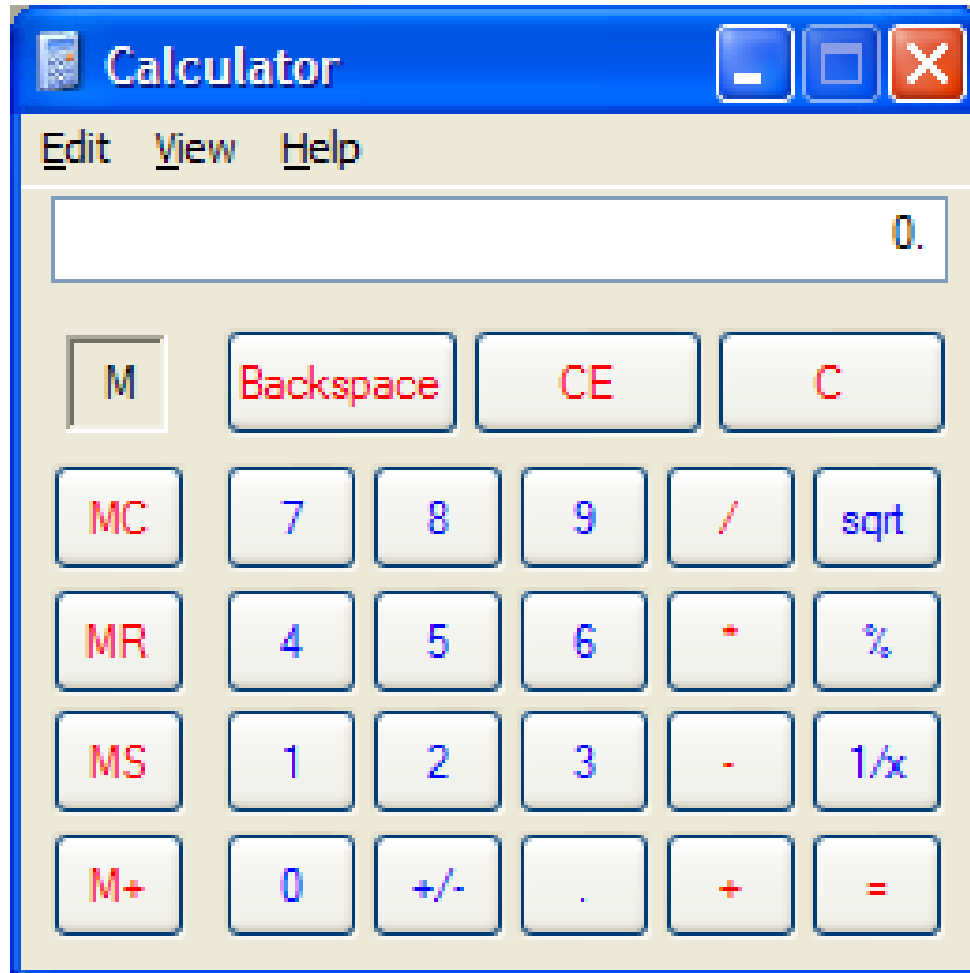 Calculator
Edit View Help
0.
M Backspace CE C
MC 7 8 9 / sqrt
MR 4 5 6 * %
MS 1 2 3 - 1/x
M+ 0 +/- . + =